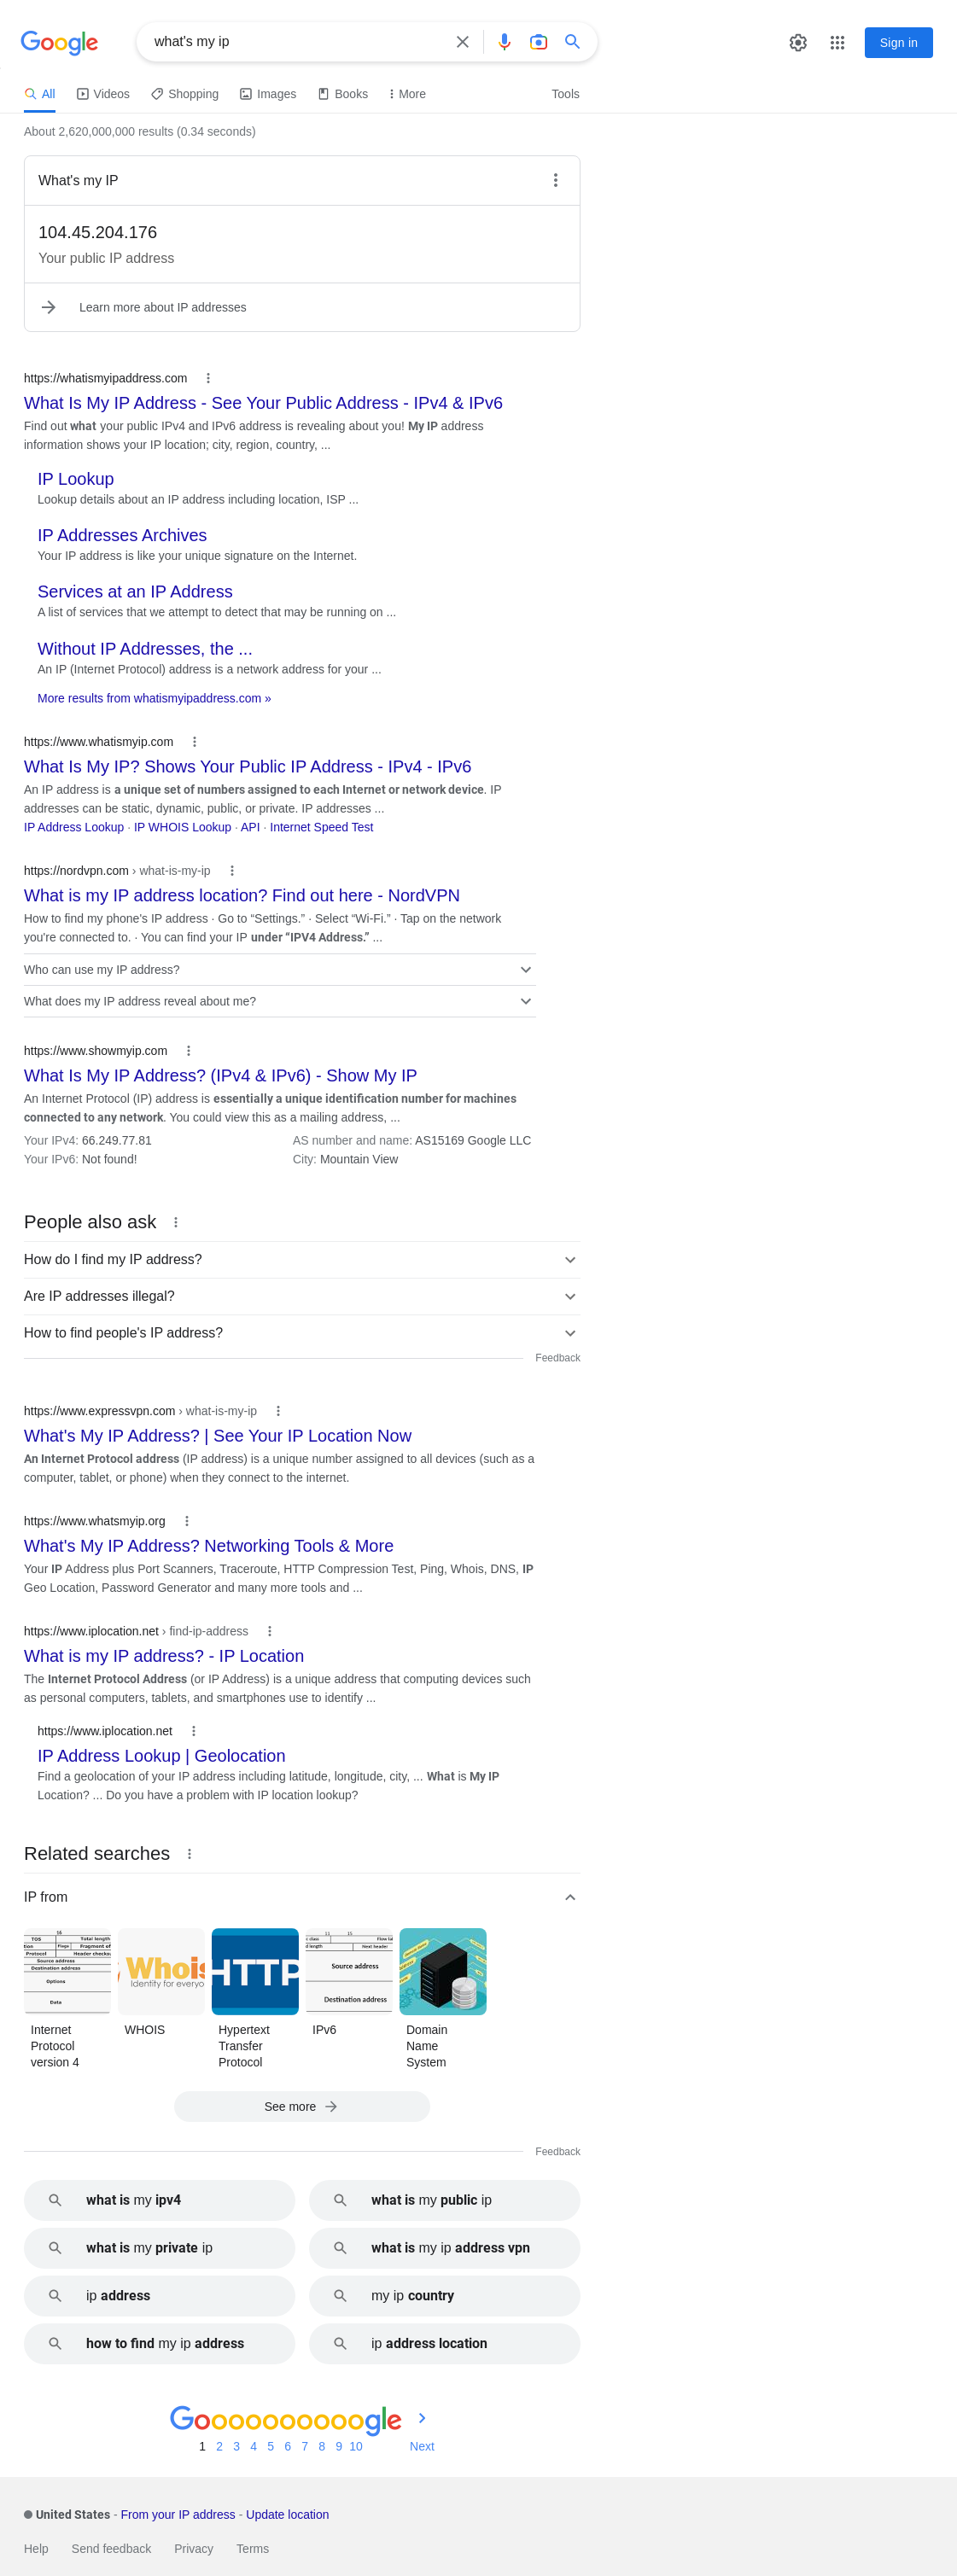 Google
what's my ip
Sign in
All Videos Shopping Images Books More Tools
About 2,620,000,000 results (0.34 seconds)
What's my IP
104.45.204.176
Your public IP address
Learn more about IP addresses
https://whatismyipaddress.com
What Is My IP Address - See Your Public Address - IPv4 & IPv6
Find out what your public IPv4 and IPv6 address is revealing about you! My IP address
information shows your IP location; city, region, country, ...
IP Lookup
Lookup details about an IP address including location, ISP ...
IP Addresses Archives
Your IP address is like your unique signature on the Internet.
Services at an IP Address
A list of services that we attempt to detect that may be running on ...
Without IP Addresses, the ...
An IP (Internet Protocol) address is a network address for your ...
More results from whatismyipaddress.com »
https://www.whatismyip.com
What Is My IP? Shows Your Public IP Address - IPv4 - IPv6
An IP address is a unique set of numbers assigned to each Internet or network device. IP
addresses can be static, dynamic, public, or private. IP addresses ...
IP Address Lookup · IP WHOIS Lookup · API · Internet Speed Test
https://nordvpn.com › what-is-my-ip
What is my IP address location? Find out here - NordVPN
How to find my phone's IP address · Go to “Settings.” · Select “Wi-Fi.” · Tap on the network
you're connected to. · You can find your IP under “IPV4 Address.” ...
Who can use my IP address?
What does my IP address reveal about me?
https://www.showmyip.com
What Is My IP Address? (IPv4 & IPv6) - Show My IP
An Internet Protocol (IP) address is essentially a unique identification number for machines
connected to any network. You could view this as a mailing address, ...
Your IPv4: 66.249.77.81 AS number and name: AS15169 Google LLC
Your IPv6: Not found! City: Mountain View
People also ask
How do I find my IP address?
Are IP addresses illegal?
How to find people's IP address?
Feedback
https://www.expressvpn.com › what-is-my-ip
What's My IP Address? | See Your IP Location Now
An Internet Protocol address (IP address) is a unique number assigned to all devices (such as a
computer, tablet, or phone) when they connect to the internet.
https://www.whatsmyip.org
What's My IP Address? Networking Tools & More
Your IP Address plus Port Scanners, Traceroute, HTTP Compression Test, Ping, Whois, DNS, IP
Geo Location, Password Generator and many more tools and ...
https://www.iplocation.net › find-ip-address
What is my IP address? - IP Location
The Internet Protocol Address (or IP Address) is a unique address that computing devices such
as personal computers, tablets, and smartphones use to identify ...
https://www.iplocation.net
IP Address Lookup | Geolocation
Find a geolocation of your IP address including latitude, longitude, city, ... What is My IP
Location? ... Do you have a problem with IP location lookup?
Related searches
IP from
16
TOS Total length
Flags Fragment of
Protocol Header checksu
Source address
Destination address
Options
Data
Whois
Identity for everyo
HTTP
Next header
Source address
Destination address
Internet
Protocol
version 4
WHOIS
Hypertext
Transfer
Protocol
IPv6
Domain
Name
System
See more
Feedback
what is my ipv4
what is my public ip
what is my private ip
what is my ip address vpn
ip address
my ip country
how to find my ip address
ip address location
Goooooooooogle
1 2 3 4 5 6 7 8 9 10 Next
United States - From your IP address - Update location
Help Send feedback Privacy Terms